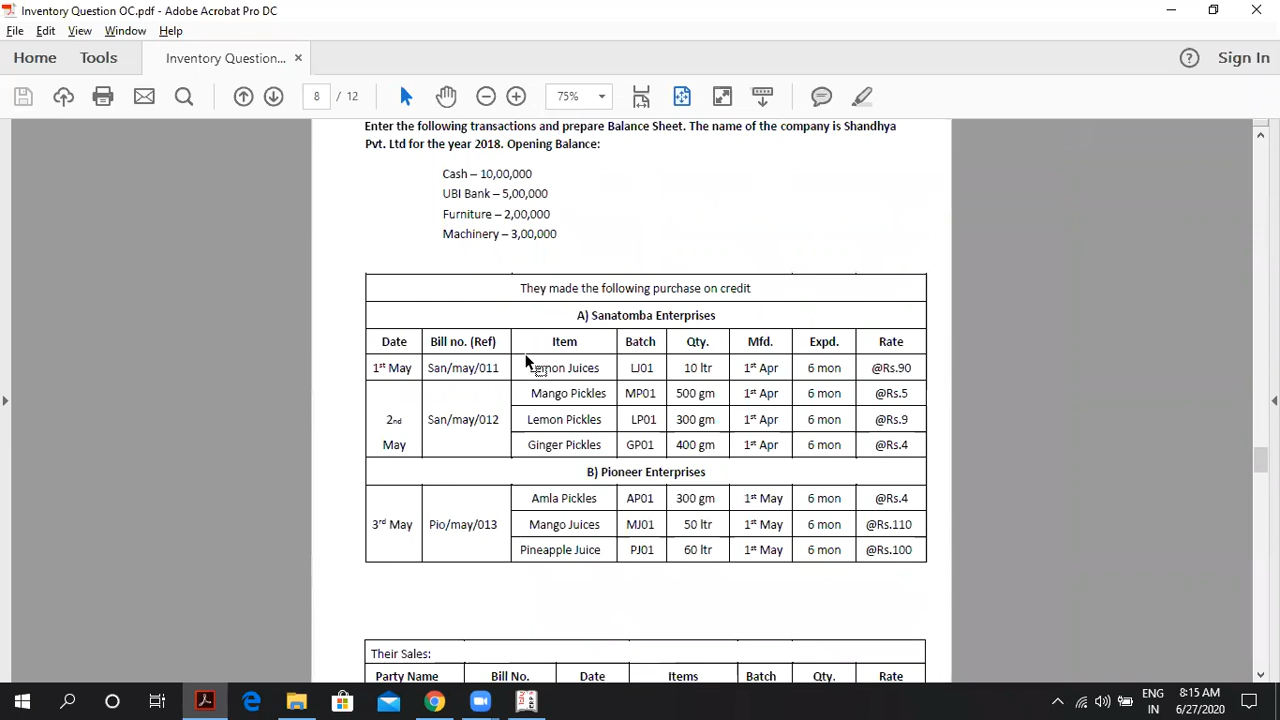 Inventory Question OC.pdf - Adobe Acrobat Pro DC
File Edit View Window Help
Home Tools Inventory Question... × Sign In
8 / 12 75%
Enter the following transactions and prepare Balance Sheet. The name of the company is Shandhya
Pvt. Ltd for the year 2018. Opening Balance:
Cash – 10,00,000
UBI Bank – 5,00,000
Furniture – 2,00,000
Machinery – 3,00,000
They made the following purchase on credit
A) Sanatomba Enterprises
Date Bill no. (Ref) Item Batch Qty. Mfd. Expd. Rate
1st May San/may/011 Lemon Juices LJ01 10 ltr 1st Apr 6 mon @Rs.90
Mango Pickles MP01 500 gm 1st Apr 6 mon @Rs.5
2nd San/may/012 Lemon Pickles LP01 300 gm 1st Apr 6 mon @Rs.9
May Ginger Pickles GP01 400 gm 1st Apr 6 mon @Rs.4
B) Pioneer Enterprises
Amla Pickles AP01 300 gm 1st May 6 mon @Rs.4
3rd May Pio/may/013 Mango Juices MJ01 50 ltr 1st May 6 mon @Rs.110
Pineapple Juice PJ01 60 ltr 1st May 6 mon @Rs.100
Their Sales:
Party Name Bill No. Date Items Batch Qty. Rate
ENG 8:15 AM
IN 6/27/2020